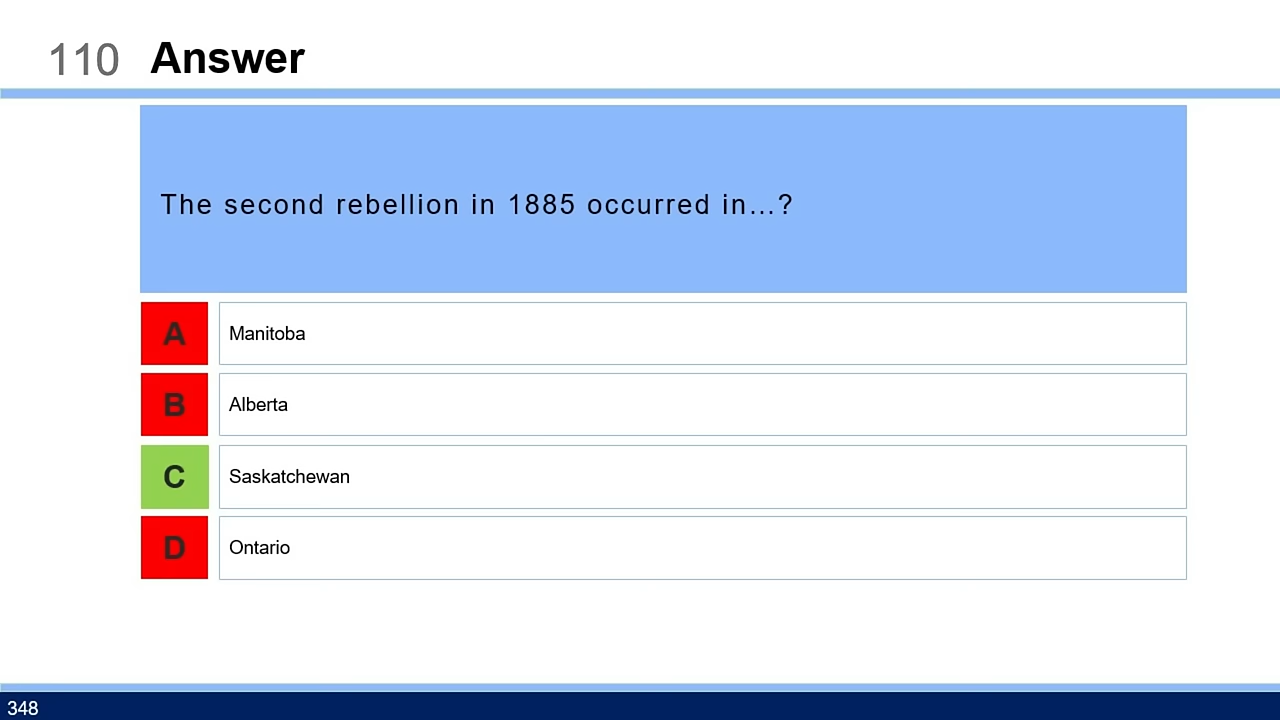 110 Answer
The second rebellion in 1885 occurred in...?
A Manitoba
B Alberta
C Saskatchewan
D Ontario
348